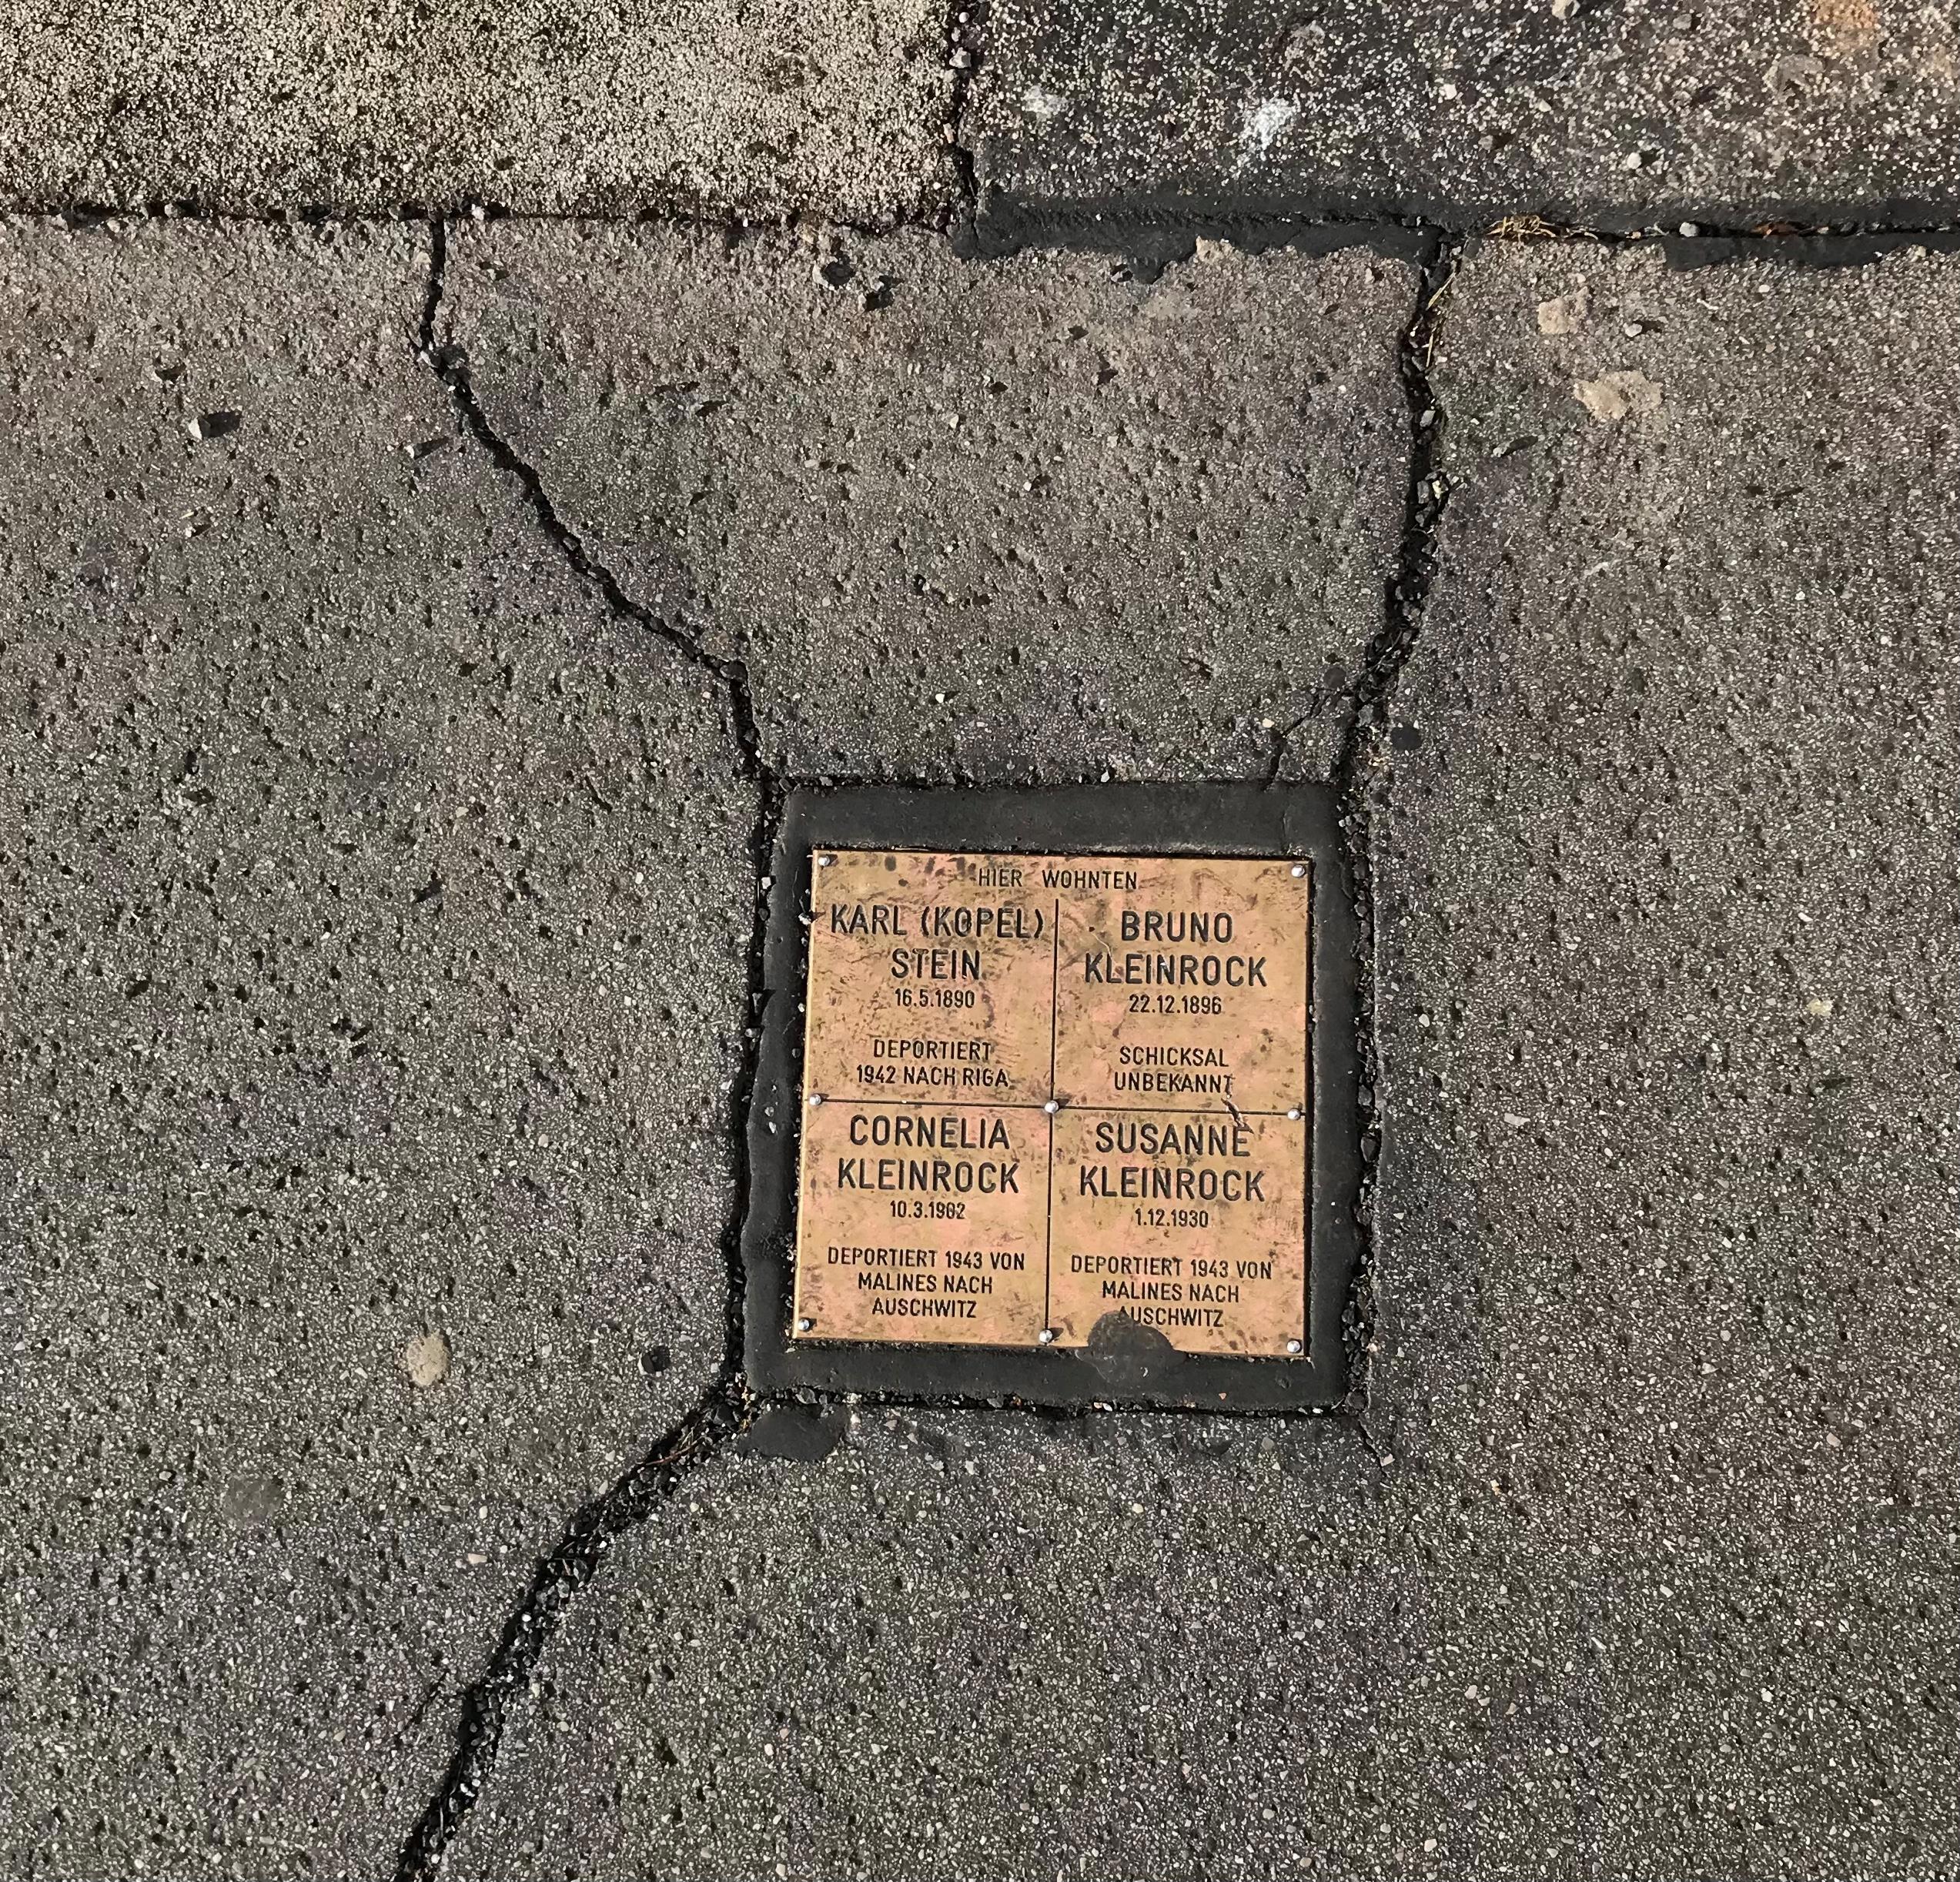 HIER WOHNTEN
KARL (KOPEL)
STEIN
16.5.1890
DEPORTIERT
1942 NACH RIGA
BRUNO
KLEINROCK
22.12.1896
SCHICKSAL
UNBEKANNT
CORNELIA
KLEINROCK
10.3.1902
DEPORTIERT 1943 VON
MALINES NACH
AUSCHWITZ
SUSANNE
KLEINROCK
1.12.1930
DEPORTIERT 1943 VON
MALINES NACH
AUSCHWITZ